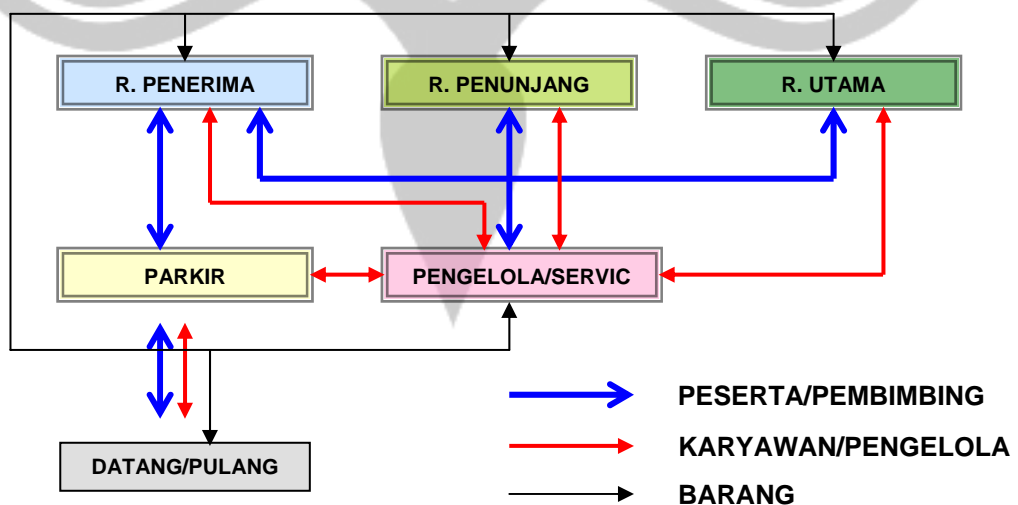 R. PENERIMA
R. PENUNJANG
R. UTAMA
PARKIR
PENGELOLA/SERVIC
DATANG/PULANG
PESERTA/PEMBIMBING
KARYAWAN/PENGELOLA
BARANG